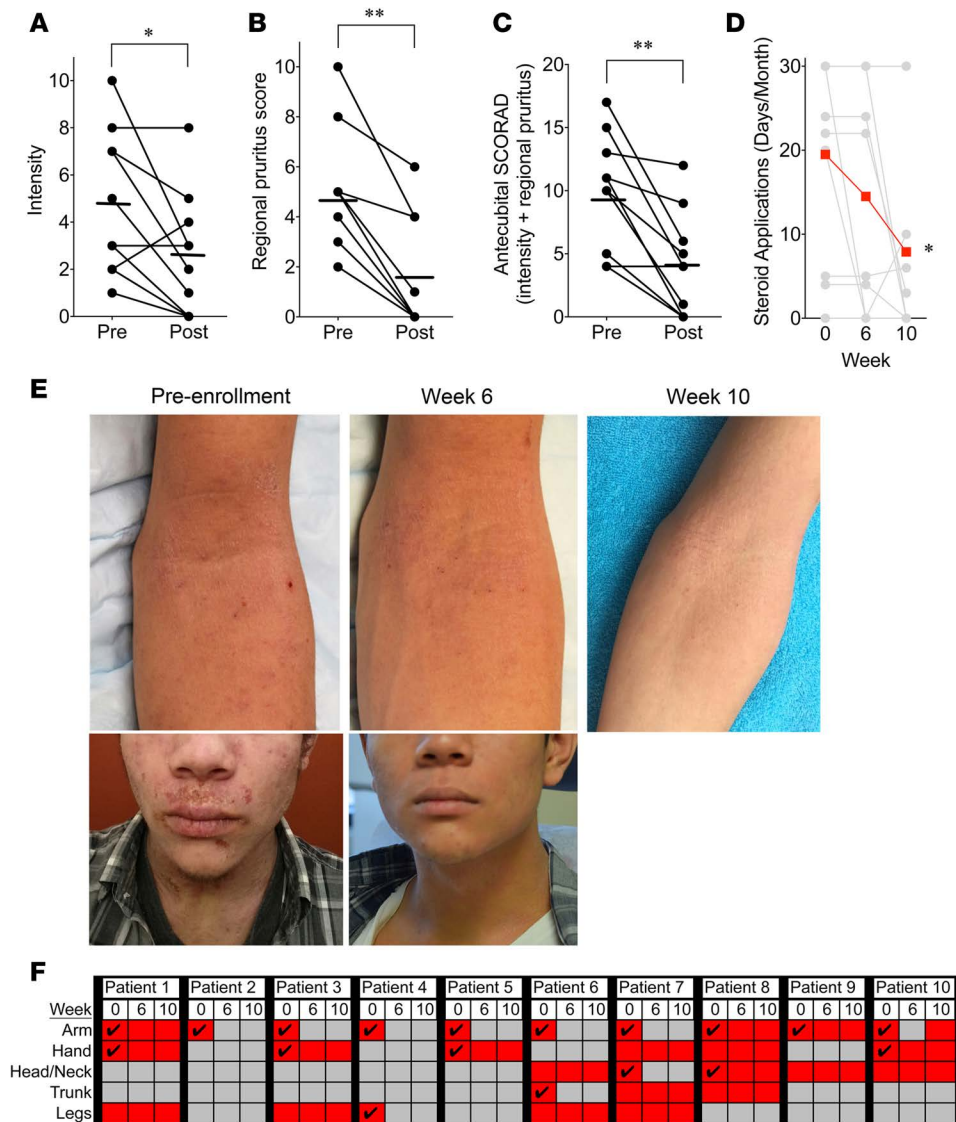 A
*
Intensity
10
8
6
4
2
0
Pre Post
B
**
Regional pruritus score
10
8
6
4
2
0
Pre Post
C
**
Antecubital SCORAD
(intensity + regional pruritus)
20
15
10
5
0
Pre Post
D
Steroid Applications (Days/Month)
30
20
10
0
*
0 6 10
Week
E
Pre-enrollment Week 6 Week 10
F
Patient 1 Patient 2 Patient 3 Patient 4 Patient 5 Patient 6 Patient 7 Patient 8 Patient 9 Patient 10
Week 0 6 10 0 6 10 0 6 10 0 6 10 0 6 10 0 6 10 0 6 10 0 6 10 0 6 10 0 6 10
Arm ✔ ✔ ✔ ✔ ✔ ✔ ✔ ✔ ✔ ✔
Hand ✔ ✔ ✔ ✔
Head/Neck ✔ ✔
Trunk ✔
Legs ✔